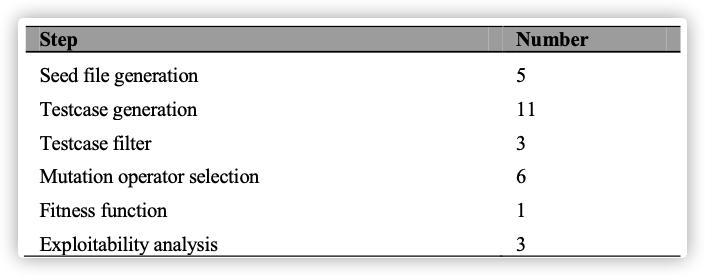 Step Number
Seed file generation 5
Testcase generation 11
Testcase filter 3
Mutation operator selection 6
Fitness function 1
Exploitability analysis 3